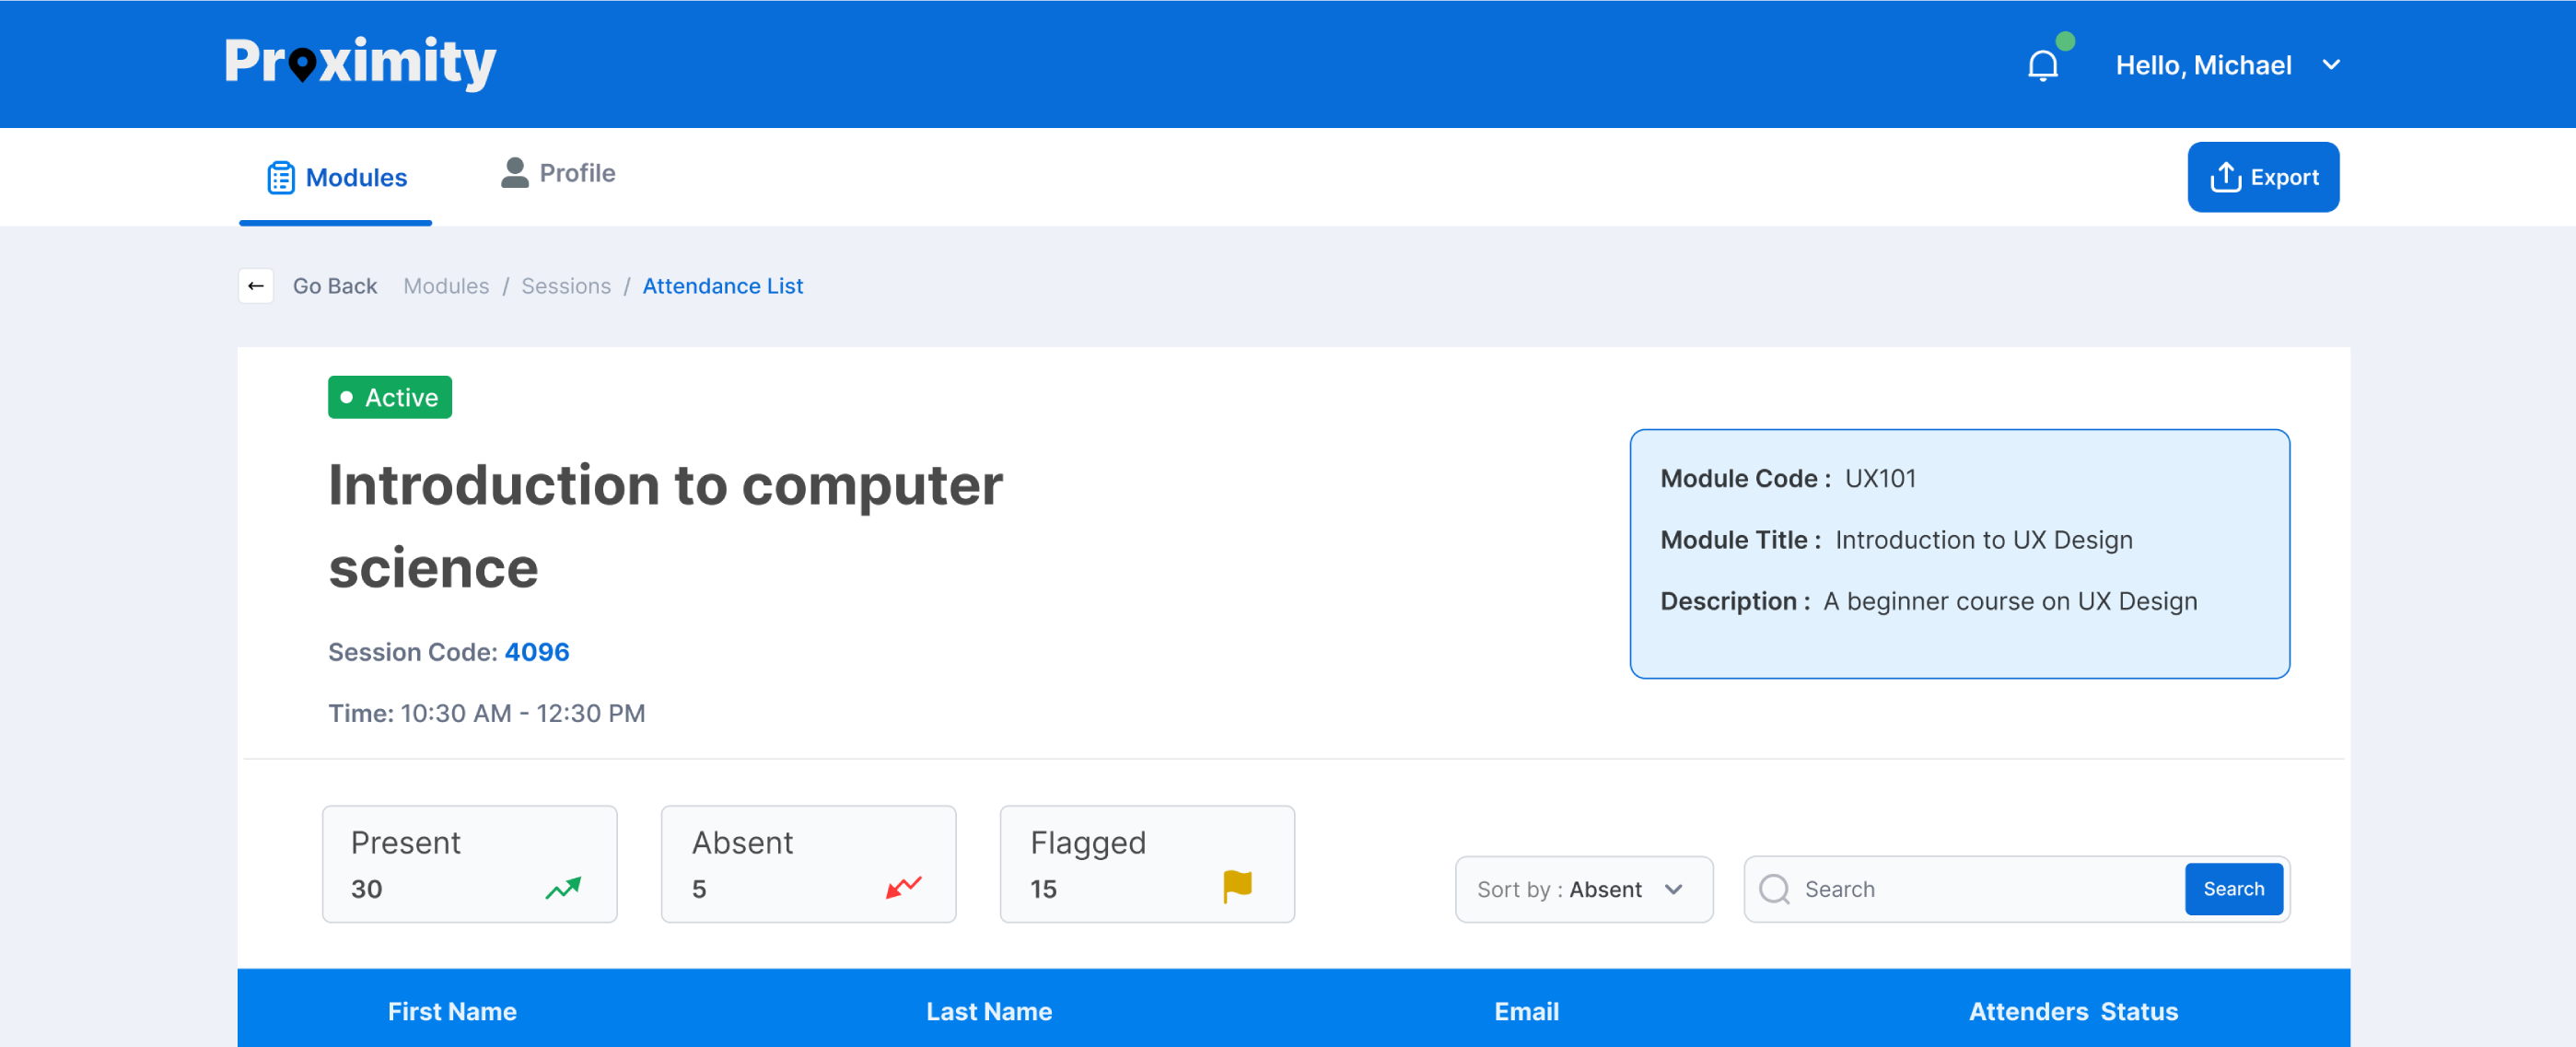 Proximity
Hello, Michael
Modules
Profile
Export
Go Back Modules / Sessions / Attendance List
Active
Introduction to computer
science
Session Code: 4096
Time: 10:30 AM - 12:30 PM
Module Code : UX101
Module Title : Introduction to UX Design
Description : A beginner course on UX Design
Present
30
Absent
5
Flagged
15
Sort by : Absent
Search
Search
First Name Last Name Email Attenders Status